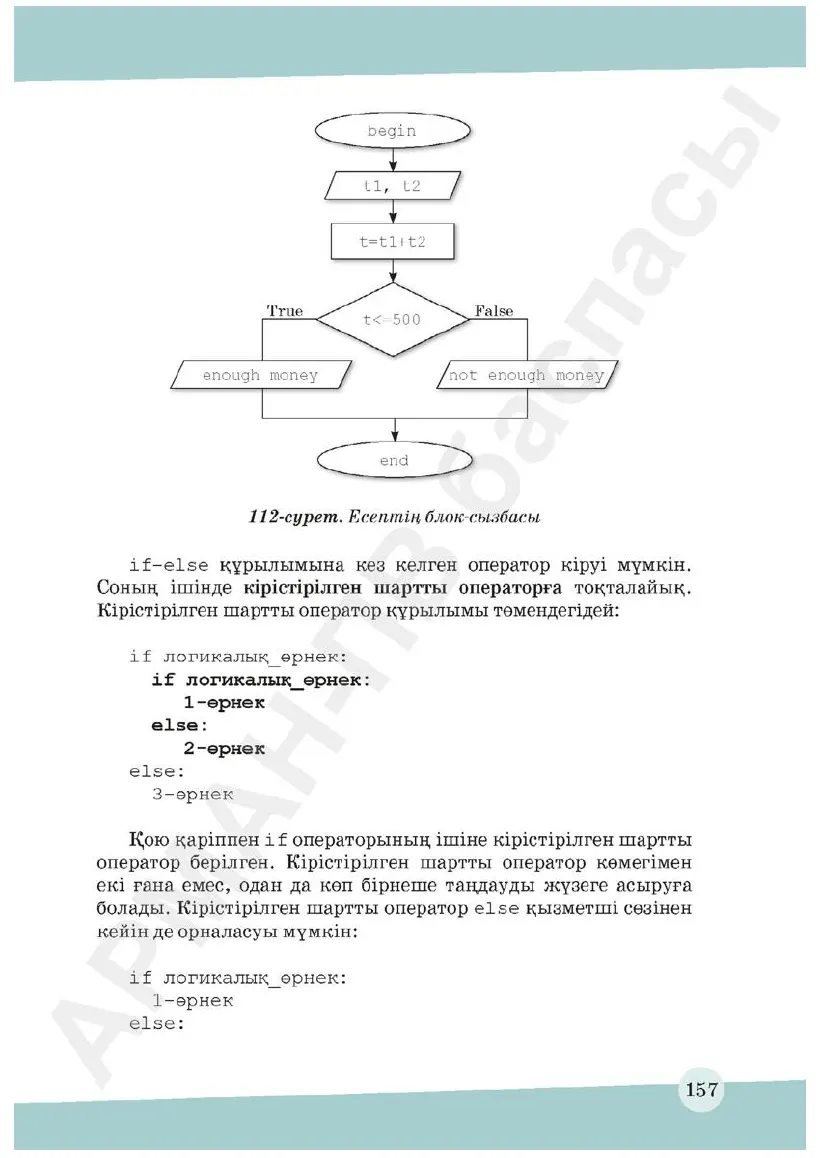 begin
t1, t2
t=t1+t2
True
t<=500
False
enough money
not enough money
end
112-сурет. Есептің блок-сызбасы
if-else құрылымына кез келген оператор кіруі мүмкін.
Соның ішінде кірістірілген шартты операторға тоқталайық.
Кірістірілген шартты оператор құрылымы төмендегідей:
if логикалық_өрнек:
if логикалық_өрнек:
1-өрнек
else:
2-өрнек
else:
3-өрнек
Қою қаріппен if операторының ішіне кірістірілген шартты
оператор берілген. Кірістірілген шартты оператор көмегімен
екі ғана емес, одан да көп бірнеше таңдауды жүзеге асыруға
болады. Кірістірілген шартты оператор else қызметші сөзінен
кейін де орналасуы мүмкін:
if логикалық_өрнек:
1-өрнек
else:
157
АРМАН-ПВ баспасы